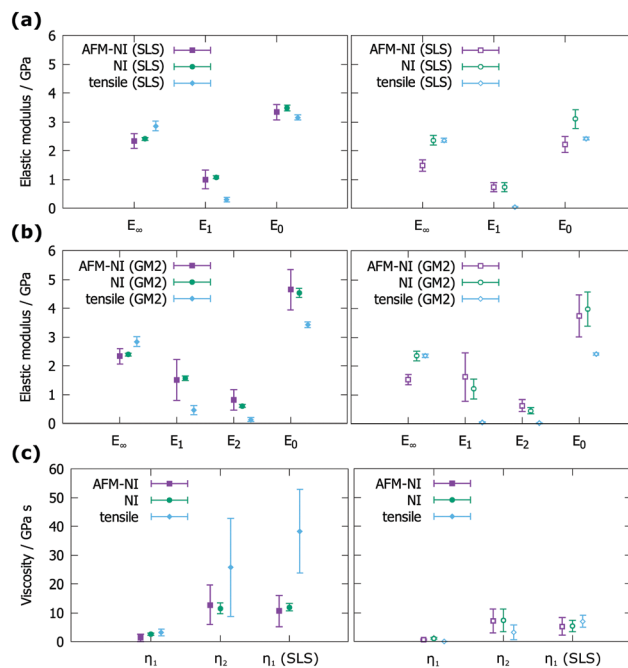 (a)
AFM-NI (SLS)
NI (SLS)
tensile (SLS)
AFM-NI (SLS)
NI (SLS)
tensile (SLS)
Elastic modulus / GPa
6
5
4
3
2
1
0
E∞ E₁ E₀
E∞ E₁ E₀
(b)
AFM-NI (GM2)
NI (GM2)
tensile (GM2)
AFM-NI (GM2)
NI (GM2)
tensile (GM2)
Elastic modulus / GPa
6
5
4
3
2
1
0
E∞ E₁ E₂ E₀
E∞ E₁ E₂ E₀
(c)
AFM-NI
NI
tensile
AFM-NI
NI
tensile
Viscosity / GPa s
60
50
40
30
20
10
0
η₁ η₂ η₁ (SLS)
η₁ η₂ η₁ (SLS)